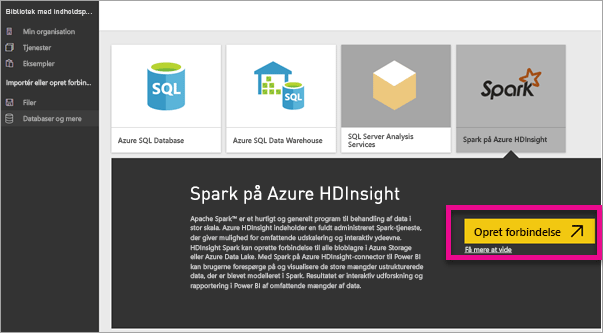 Bibliotek med indholdsp...
Min organisation
Tjenester
Eksempler
Importér eller opret forbin...
Filer
Databaser og mere
SQL
Azure SQL Database
SQL
Azure SQL Data Warehouse
SQL Server Analysis
Services
Spark
Spark på Azure HDInsight
Spark på Azure HDInsight
Apache Spark™ er et hurtigt og generelt program til behandling af data i
stor skala. Azure HDInsight indeholder en fuldt administreret Spark-tjeneste,
der giver mulighed for omfattende udskalering og interaktiv ydeevne.
HDInsight Spark kan oprette forbindelse til alle bloblagre i Azure Storage
eller Azure Data Lake. Med Spark på Azure HDInsight-connector til Power BI
kan brugerne forespørge på og visualisere de store mængder ustrukturerede
data, der er blevet modelleret i Spark. Resultatet er interaktiv udforskning og
rapportering i Power BI af omfattende mængder af data.
Opret forbindelse
Få mere at vide